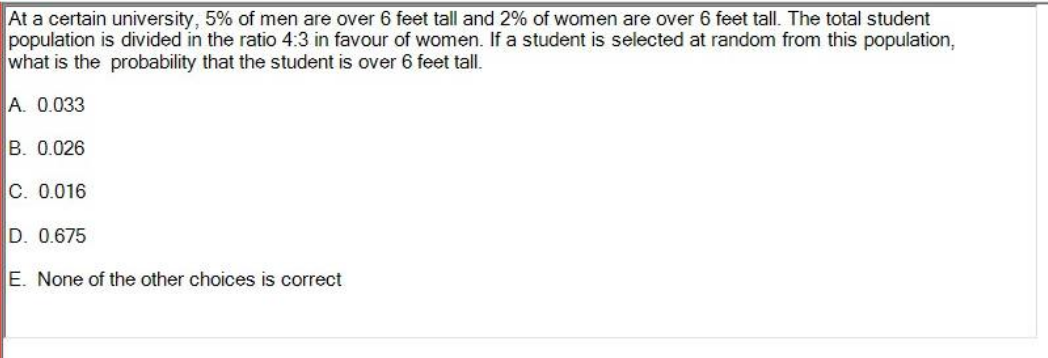 At a certain university, 5% of men are over 6 feet tall and 2% of women are over 6 feet tall. The total student
population is divided in the ratio 4:3 in favour of women. If a student is selected at random from this population,
what is the probability that the student is over 6 feet tall.
A. 0.033
B. 0.026
C. 0.016
D. 0.675
E. None of the other choices is correct